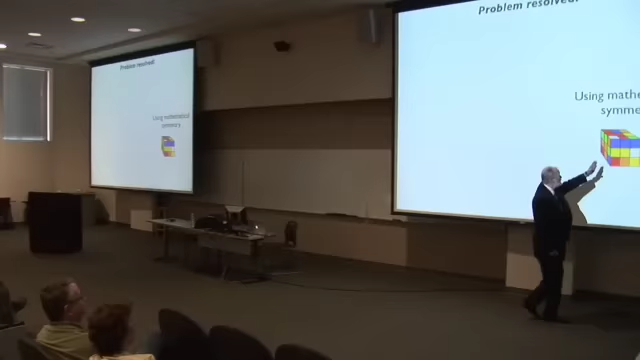 Problem resolved!
Using mathematical
symmetry
Problem resolved!
Using mathe
symme